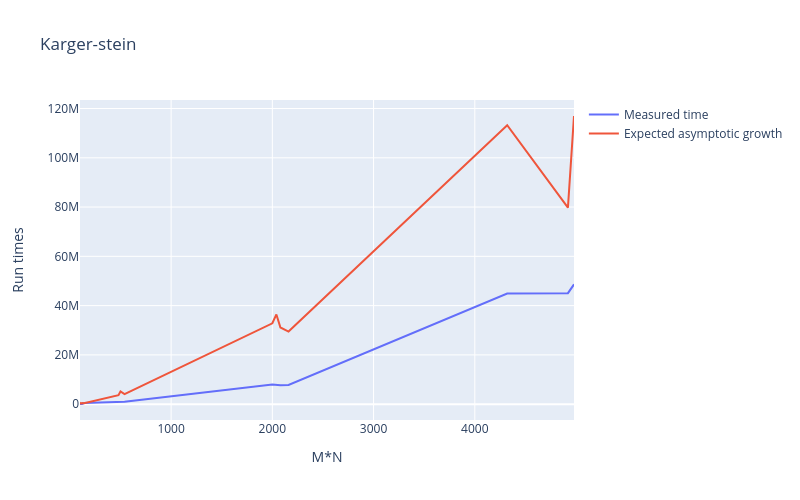 Karger-stein
Measured time
Expected asymptotic growth
120M
100M
80M
60M
40M
20M
0
1000
2000
3000
4000
Run times
M*N